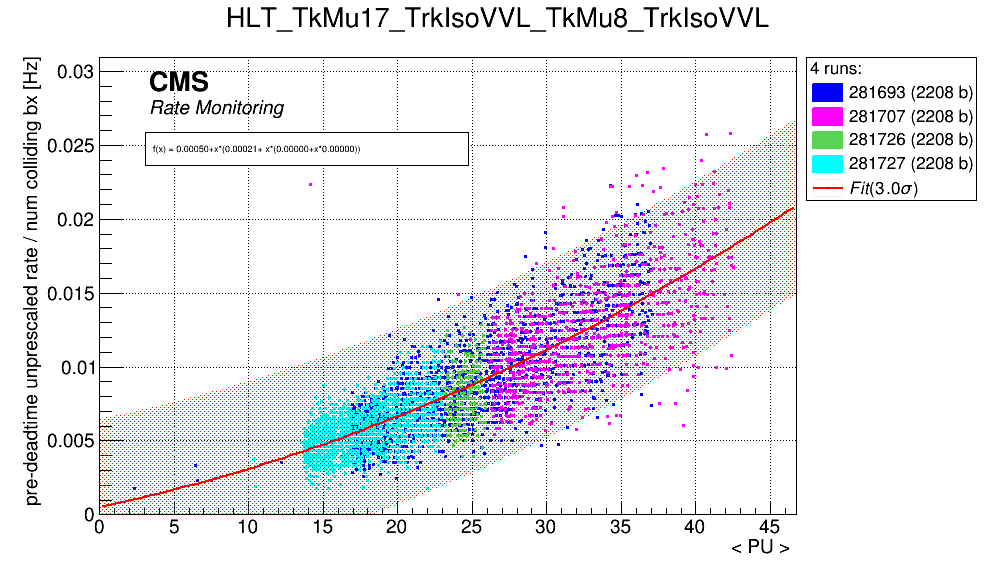 HLT_TkMu17_TrkIsoVVL_TkMu8_TrkIsoVVL
pre-deadtime unprescaled rate / num colliding bx [Hz]
0.03
0.025
0.02
0.015
0.01
0.005
0
CMS
Rate Monitoring
f(x) = 0.00050+x*(0.00021+ x*(0.00000+x*0.00000))
0 5 10 15 20 25 30 35 40 45
< PU >
4 runs:
281693 (2208 b)
281707 (2208 b)
281726 (2208 b)
281727 (2208 b)
Fit(3.0σ)